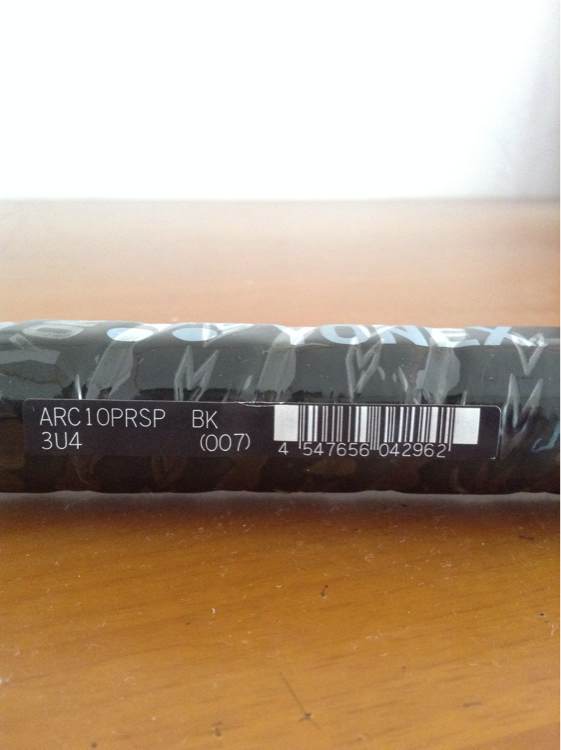 YONEX
ARC10PRSP BK
3U4 (007)
4 547656 042962